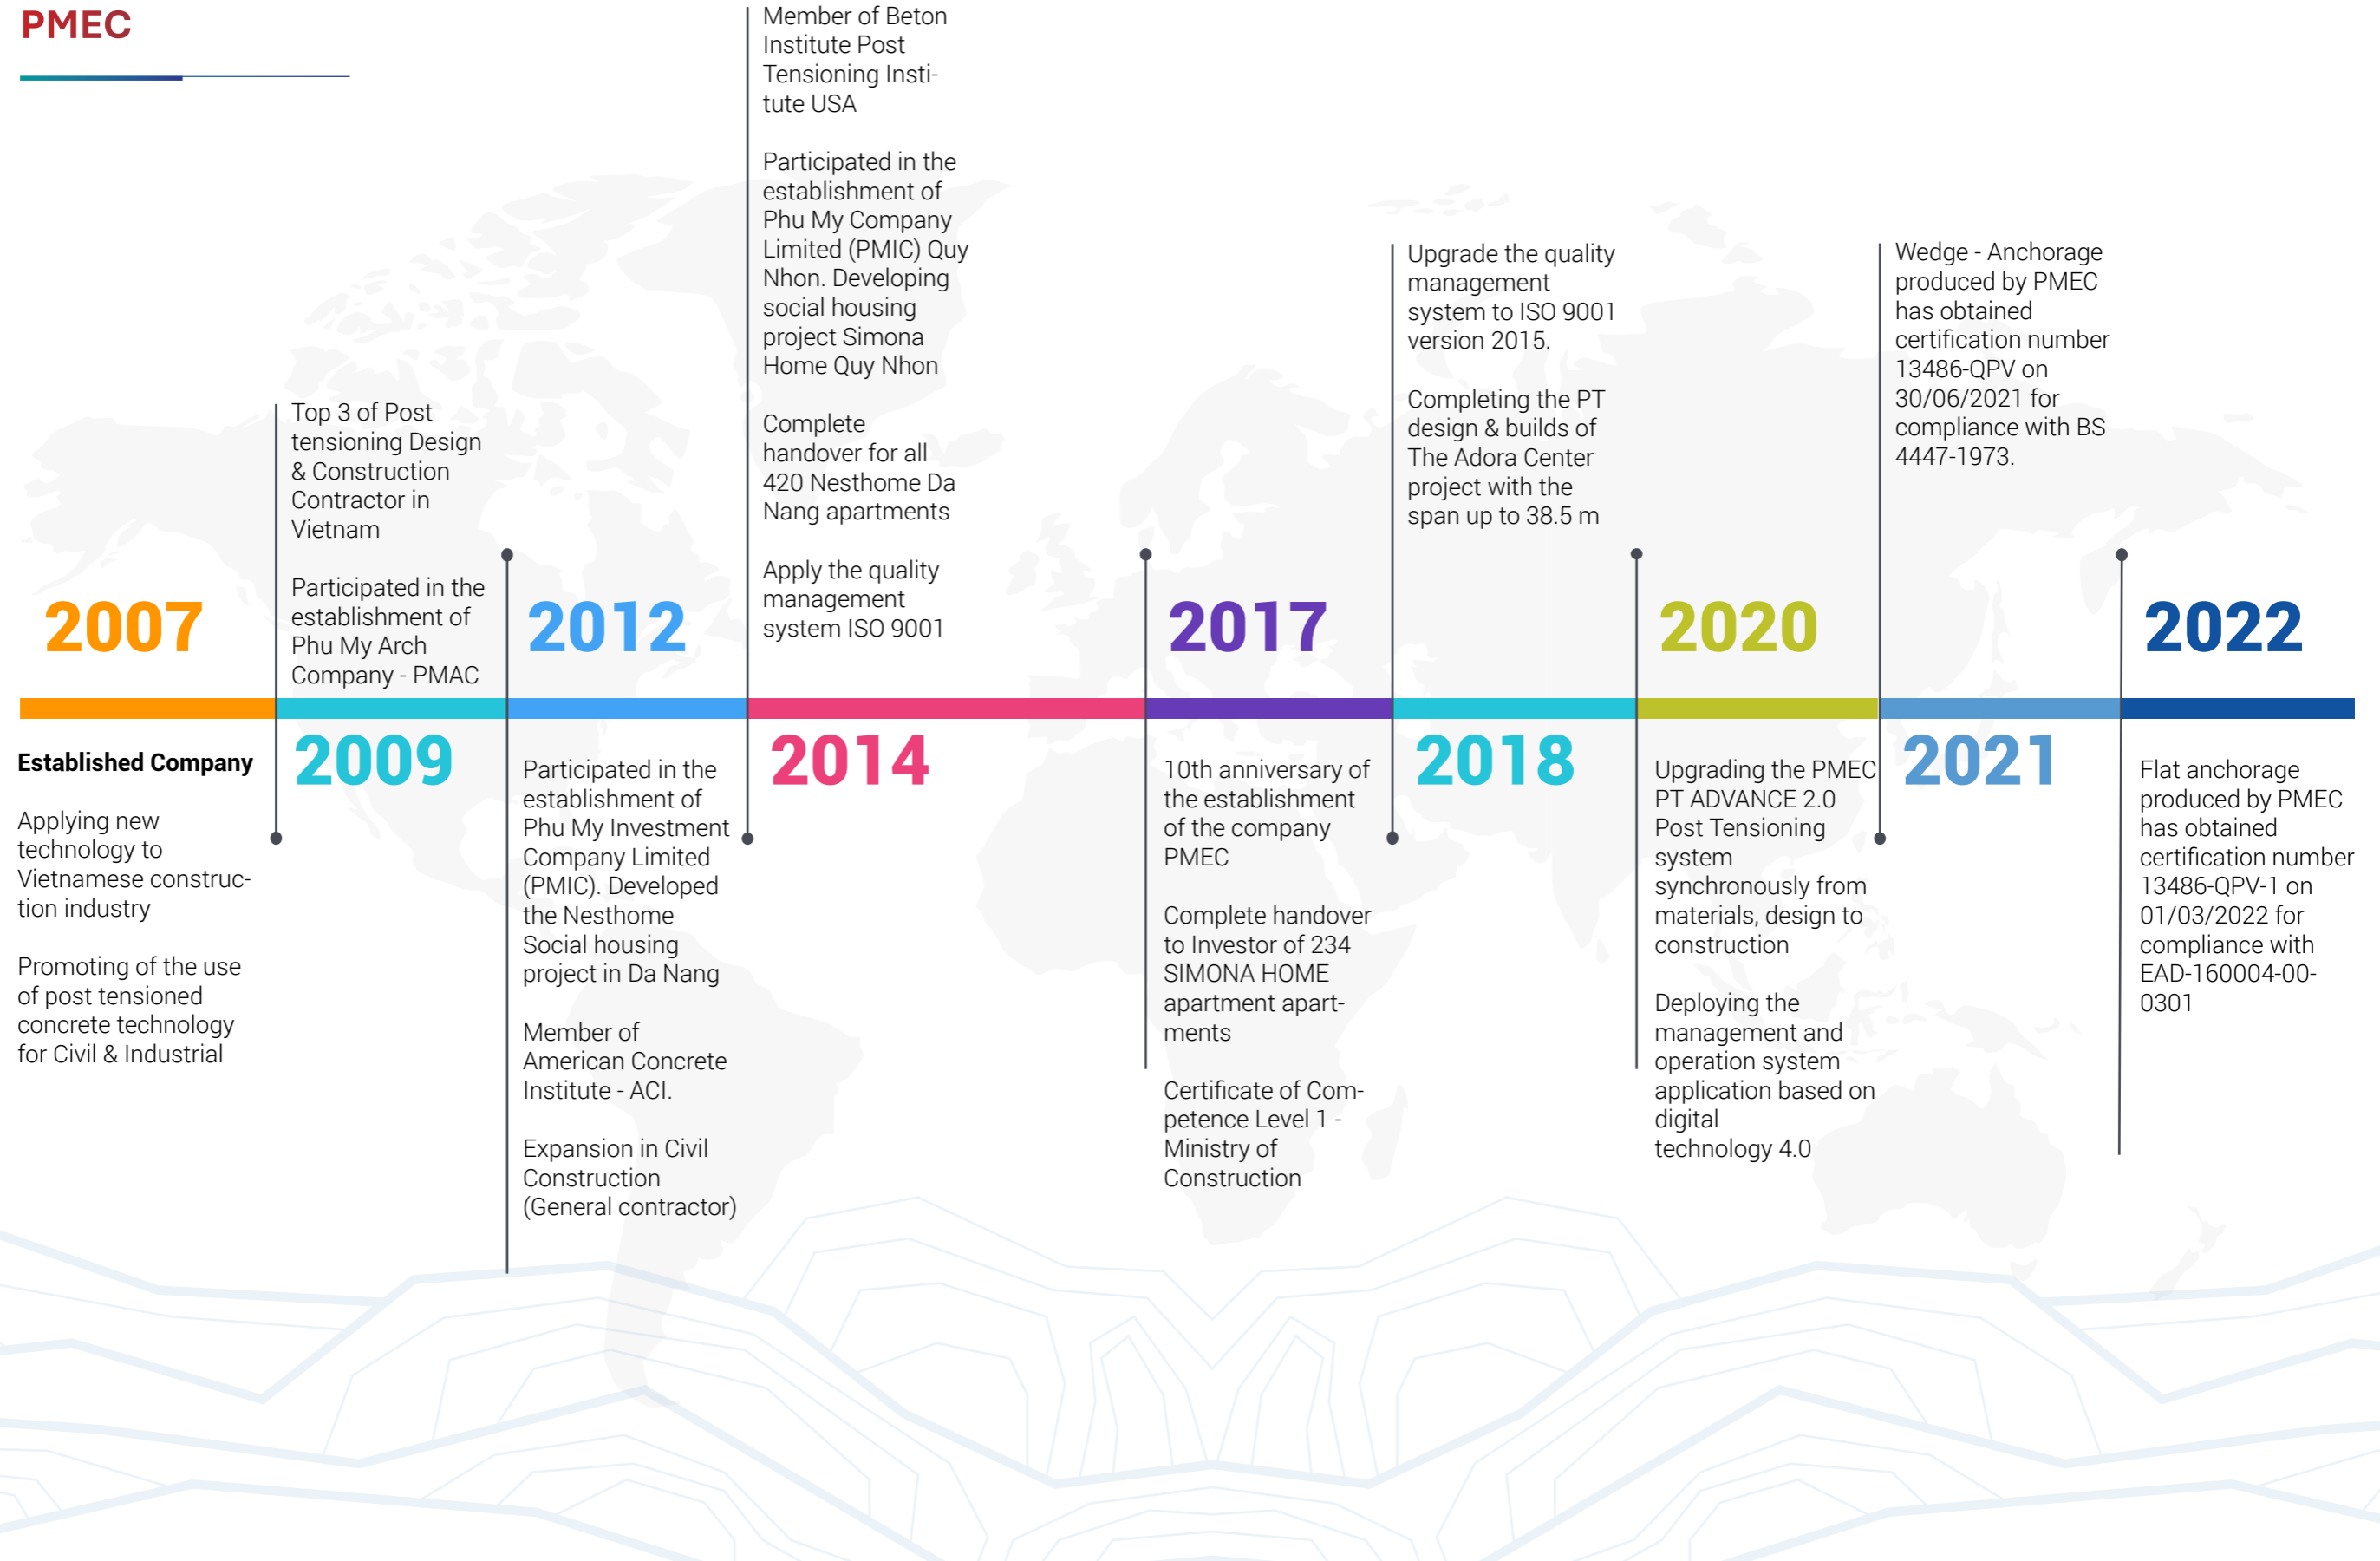 PMEC
2007
Established Company
Applying new
technology to
Vietnamese construc-
tion industry
Promoting of the use
of post tensioned
concrete technology
for Civil & Industrial
Top 3 of Post
tensioning Design
& Construction
Contractor in
Vietnam
Participated in the
establishment of
Phu My Arch
Company - PMAC
2009
2012
Participated in the
establishment of
Phu My Investment
Company Limited
(PMIC). Developed
the Nesthome
Social housing
project in Da Nang
Member of
American Concrete
Institute - ACI.
Expansion in Civil
Construction
(General contractor)
Member of Beton
Institute Post
Tensioning Insti-
tute USA
Participated in the
establishment of
Phu My Company
Limited (PMIC) Quy
Nhon. Developing
social housing
project Simona
Home Quy Nhon
Complete
handover for all
420 Nesthome Da
Nang apartments
Apply the quality
management
system ISO 9001
2014
2017
10th anniversary of
the establishment
of the company
PMEC
Complete handover
to Investor of 234
SIMONA HOME
apartment apart-
ments
Certificate of Com-
petence Level 1 -
Ministry of
Construction
Upgrade the quality
management
system to ISO 9001
version 2015.
Completing the PT
design & builds of
The Adora Center
project with the
span up to 38.5 m
2018
2020
Upgrading the PMEC
PT ADVANCE 2.0
Post Tensioning
system
synchronously from
materials, design to
construction
Deploying the
management and
operation system
application based on
digital
technology 4.0
Wedge - Anchorage
produced by PMEC
has obtained
certification number
13486-QPV on
30/06/2021 for
compliance with BS
4447-1973.
2021
2022
Flat anchorage
produced by PMEC
has obtained
certification number
13486-QPV-1 on
01/03/2022 for
compliance with
EAD-160004-00-
0301